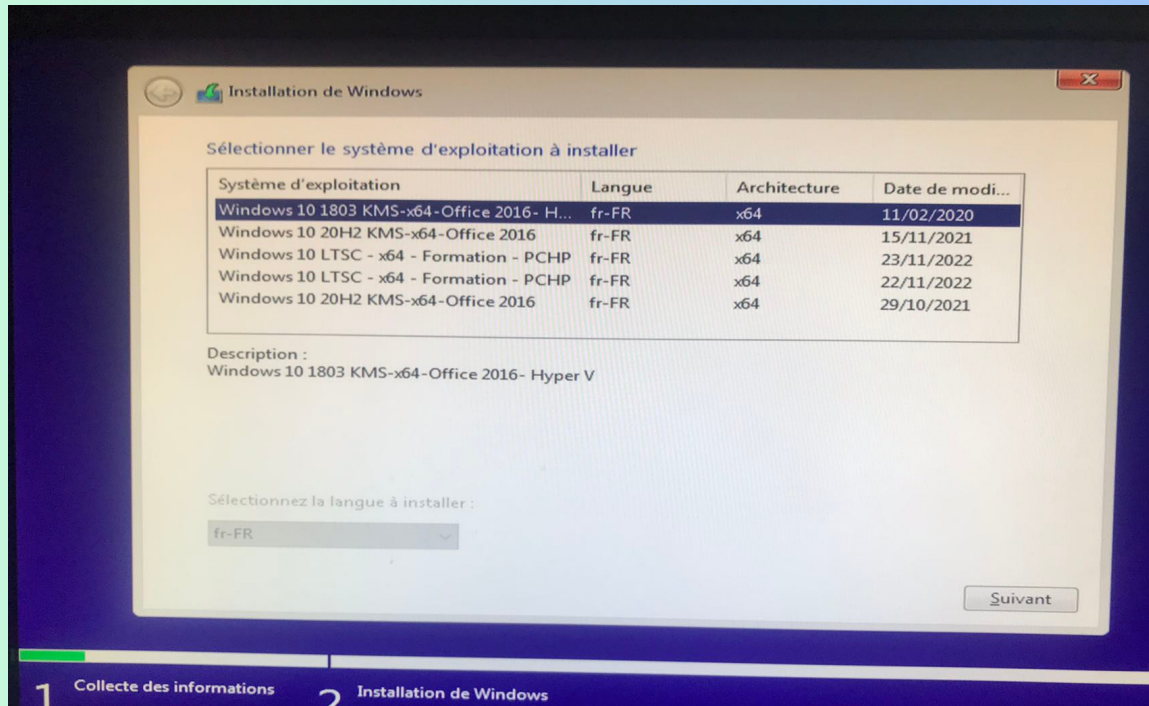 Installation de Windows
Sélectionner le système d'exploitation à installer
Système d'exploitation Langue Architecture Date de modi...
Windows 10 1803 KMS-x64-Office 2016- H... fr-FR x64 11/02/2020
Windows 10 20H2 KMS-x64-Office 2016 fr-FR x64 15/11/2021
Windows 10 LTSC - x64 - Formation - PCHP fr-FR x64 23/11/2022
Windows 10 LTSC - x64 - Formation - PCHP fr-FR x64 22/11/2022
Windows 10 20H2 KMS-x64-Office 2016 fr-FR x64 29/10/2021
Description :
Windows 10 1803 KMS-x64-Office 2016- Hyper V
Sélectionnez la langue à installer :
fr-FR
Suivant
1 Collecte des informations 2 Installation de Windows